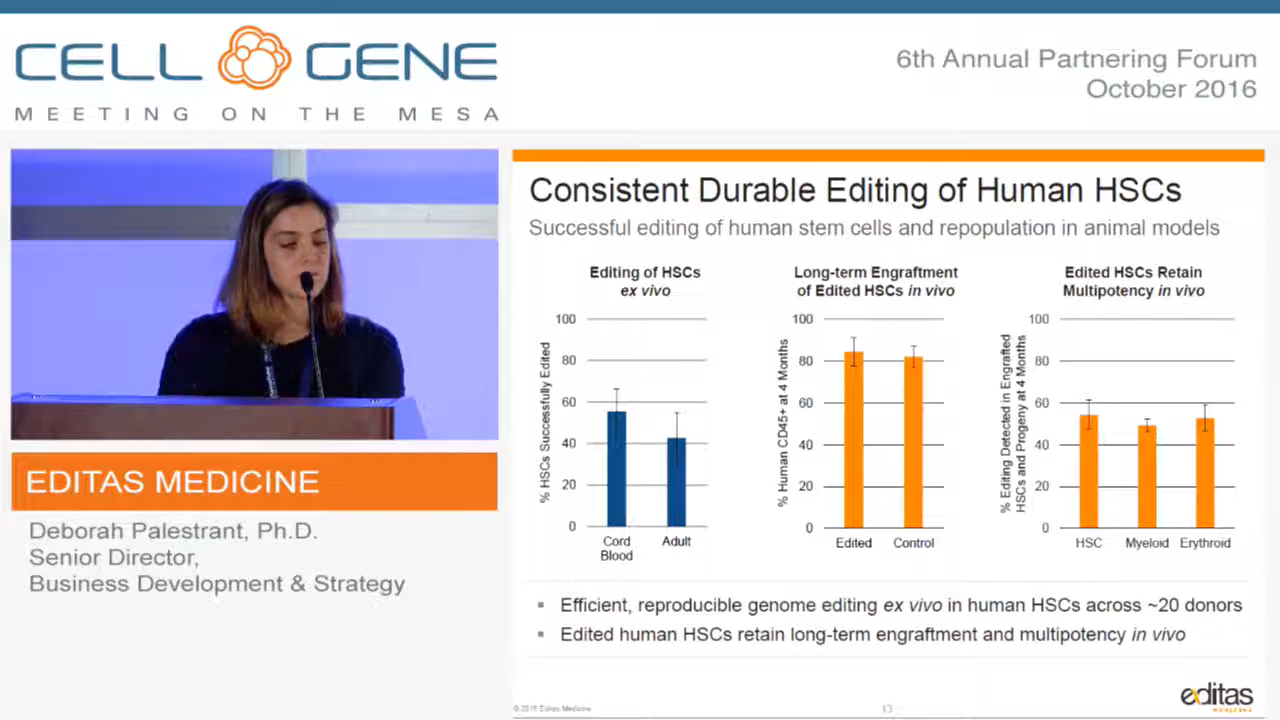 CELL GENE
MEETING ON THE MESA
6th Annual Partnering Forum
October 2016
EDITAS MEDICINE
Deborah Palestrant, Ph.D.
Senior Director,
Business Development & Strategy
Consistent Durable Editing of Human HSCs
Successful editing of human stem cells and repopulation in animal models
Editing of HSCs
ex vivo
% HSCs Successfully Edited
100
80
60
40
20
0
Cord
Blood
Adult
Long-term Engraftment
of Edited HSCs in vivo
% Human CD45+ at 4 Months
100
80
60
40
20
0
Edited
Control
Edited HSCs Retain
Multipotency in vivo
% Editing Detected in Engrafted
HSCs and Progeny at 4 Months
100
80
60
40
20
0
HSC
Myeloid
Erythroid
▪ Efficient, reproducible genome editing ex vivo in human HSCs across ~20 donors
▪ Edited human HSCs retain long-term engraftment and multipotency in vivo
© 2016 Editas Medicine
13
editas
MEDICINE